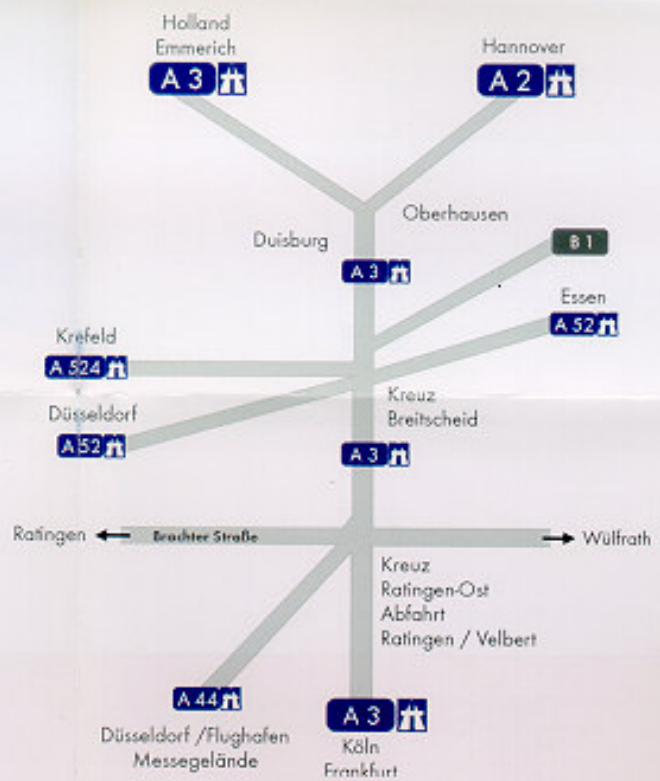 Holland
Emmerich
A 3
Hannover
A 2
Oberhausen
Duisburg
A 3
B 1
Essen
A 52
Krefeld
A 524
Düsseldorf
A 52
Kreuz
Breitscheid
A 3
Ratingen
Brachter Straße
Wülfrath
Kreuz
Ratingen-Ost
Abfahrt
Ratingen / Velbert
A 44
Düsseldorf /Flughafen
Messegelände
A 3
Köln
Frankfurt